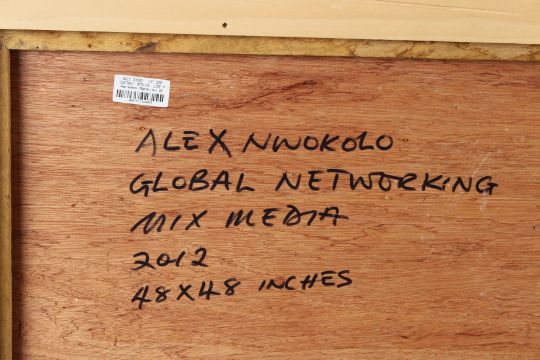 ALEX NWOKOLO
GLOBAL NETWORKING
MIX MEDIA
2012
48X48 INCHES